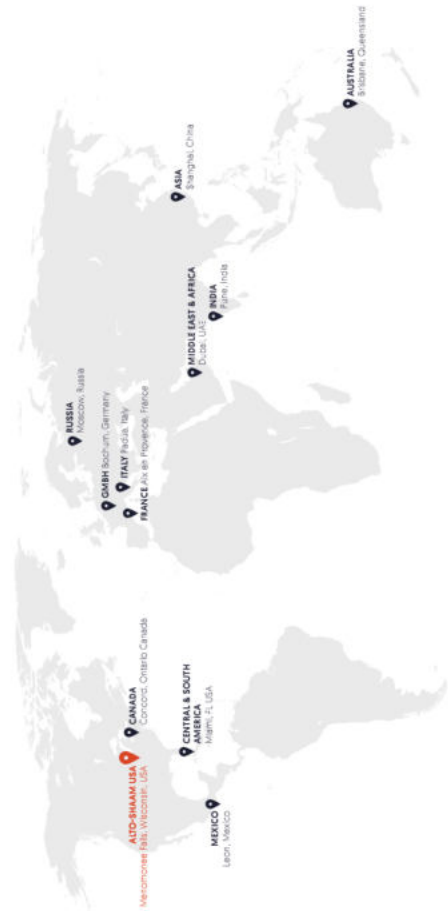 ALTO-SHAAM USA
Menomonee Falls, Wisconsin, USA
CANADA
Concord, Ontario Canada
CENTRAL & SOUTH
AMERICA
Miami, FL USA
MEXICO
Leon, Mexico
RUSSIA
Moscow, Russia
GMBH Bochum, Germany
ITALY Padua, Italy
FRANCE Aix en Provence, France
MIDDLE EAST & AFRICA
Dubai, UAE
INDIA
Pune, India
ASIA
Shanghai, China
AUSTRALIA
Brisbane, Queensland